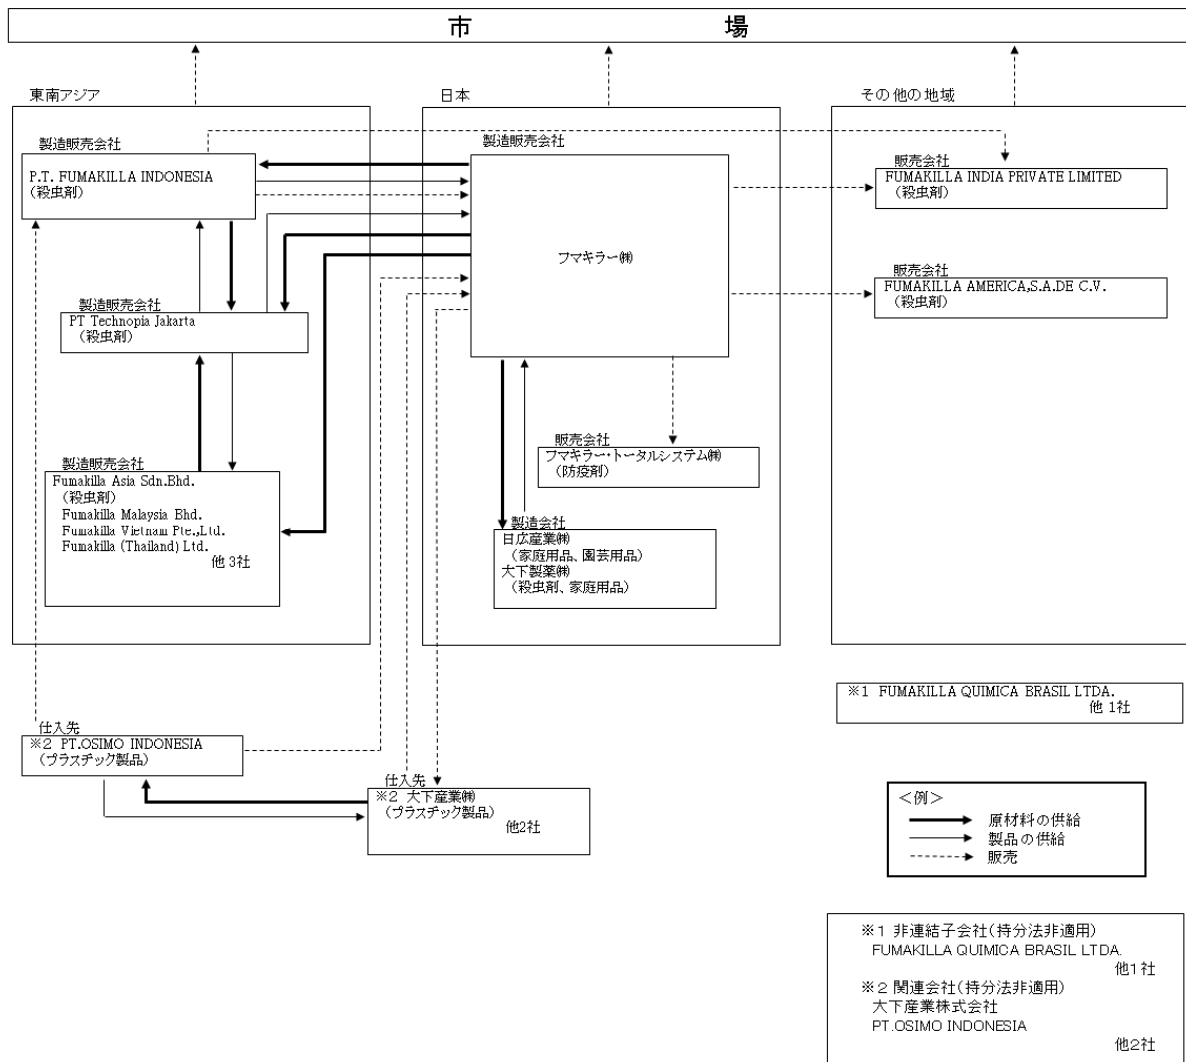 市 場
東南アジア
日本
その他の地域
製造販売会社
P.T. FUMAKILLA INDONESIA
(殺虫剤)
製造販売会社
PT Technopia Jakarta
(殺虫剤)
製造販売会社
Fumakilla Asia Sdn.Bhd.
(殺虫剤)
Fumakilla Malaysia Bhd.
Fumakilla Vietnam Pte.,Ltd.
Fumakilla (Thailand) Ltd.
他 3社
製造販売会社
フマキラー㈱
販売会社
フマキラー・トータルシステム㈱
(防疫剤)
製造会社
日広産業㈱
(家庭用品、園芸用品)
大下製薬㈱
(殺虫剤、家庭用品)
販売会社
FUMAKILLA INDIA PRIVATE LIMITED
(殺虫剤)
販売会社
FUMAKILLA AMERICA,S.A.DE C.V.
(殺虫剤)
※1 FUMAKILLA QUIMICA BRASIL LTDA.
他 1社
仕入先
※2 PT.OSIMO INDONESIA
(プラスチック製品)
仕入先
※2 大下産業㈱
(プラスチック製品)
他2社
<例>
原材料の供給
製品の供給
販売
※1 非連結子会社(持分法非適用)
FUMAKILLA QUIMICA BRASIL LTDA.
他1社
※2 関連会社(持分法非適用)
大下産業株式会社
PT.OSIMO INDONESIA
他2社